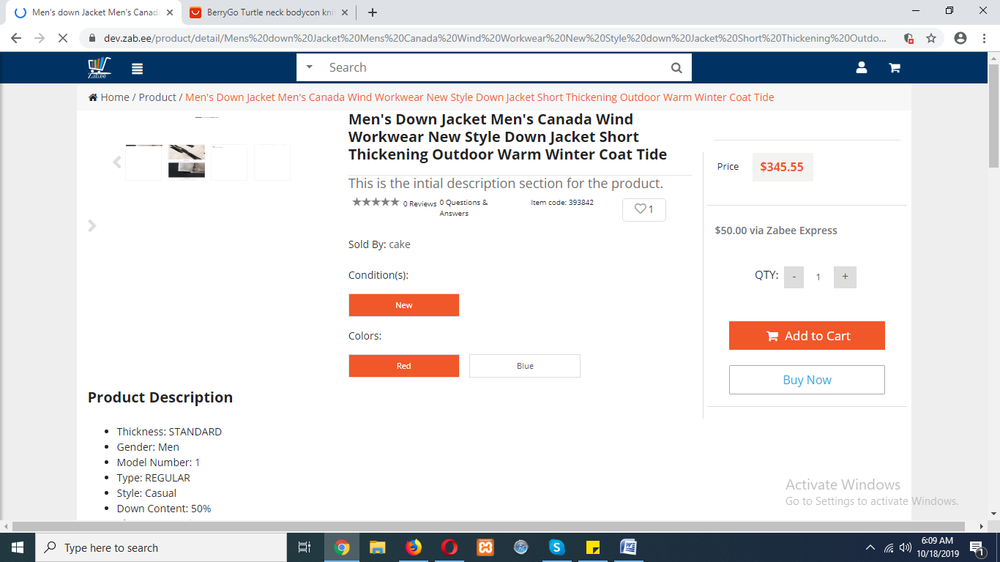 Men's down Jacket Men's Canad
BerryGo Turtle neck bodycon knit
dev.zab.ee/product/detail/Mens%20down%20Jacket%20Mens%20Canada%20Wind%20Workwear%20New%20Style%20down%20Jacket%20Short%20Thickening%20Outdo...
Zab.ee
Search
Home / Product / Men's Down Jacket Men's Canada Wind Workwear New Style Down Jacket Short Thickening Outdoor Warm Winter Coat Tide
Men's Down Jacket Men's Canada Wind
Workwear New Style Down Jacket Short
Thickening Outdoor Warm Winter Coat Tide
This is the intial description section for the product.
0 Reviews
0 Questions &
Answers
Item code: 393842
1
Sold By: cake
Condition(s):
New
Colors:
Red
Blue
Price
$345.55
$50.00 via Zabee Express
QTY:
-
1
+
Add to Cart
Buy Now
Product Description
• Thickness: STANDARD
• Gender: Men
• Model Number: 1
• Type: REGULAR
• Style: Casual
• Down Content: 50%
Activate Windows
Go to Settings to activate Windows.
Type here to search
6:09 AM
10/18/2019
1